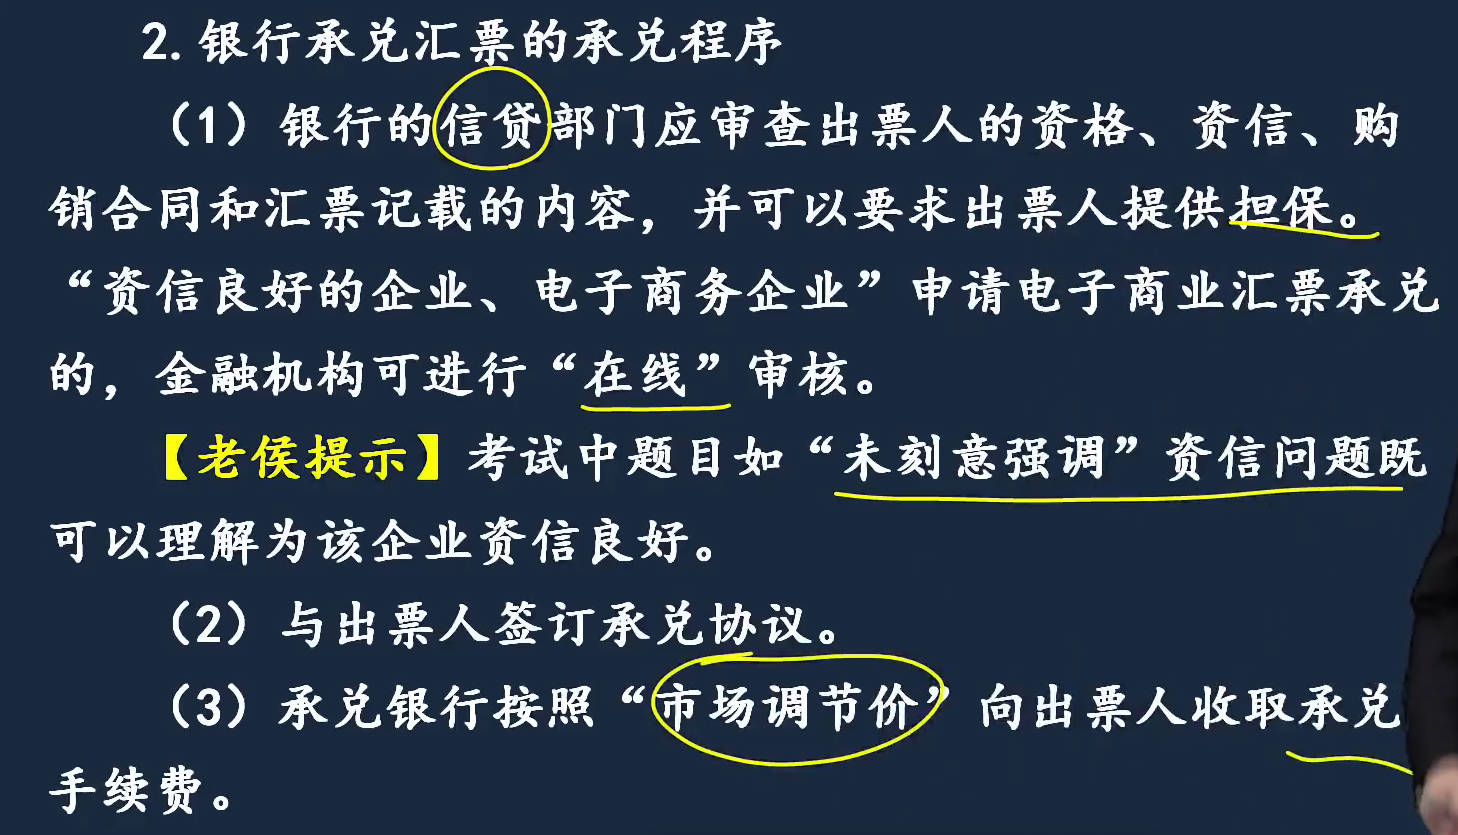 2. 银行承兑汇票的承兑程序
（1）银行的信贷部门应审查出票人的资格、资信、购
销合同和汇票记载的内容，并可以要求出票人提供担保。
“资信良好的企业、电子商务企业”申请电子商业汇票承兑
的，金融机构可进行“在线”审核。
【老侯提示】考试中题目如“未刻意强调”资信问题既
可以理解为该企业资信良好。
（2）与出票人签订承兑协议。
（3）承兑银行按照“市场调节价”向出票人收取承兑
手续费。